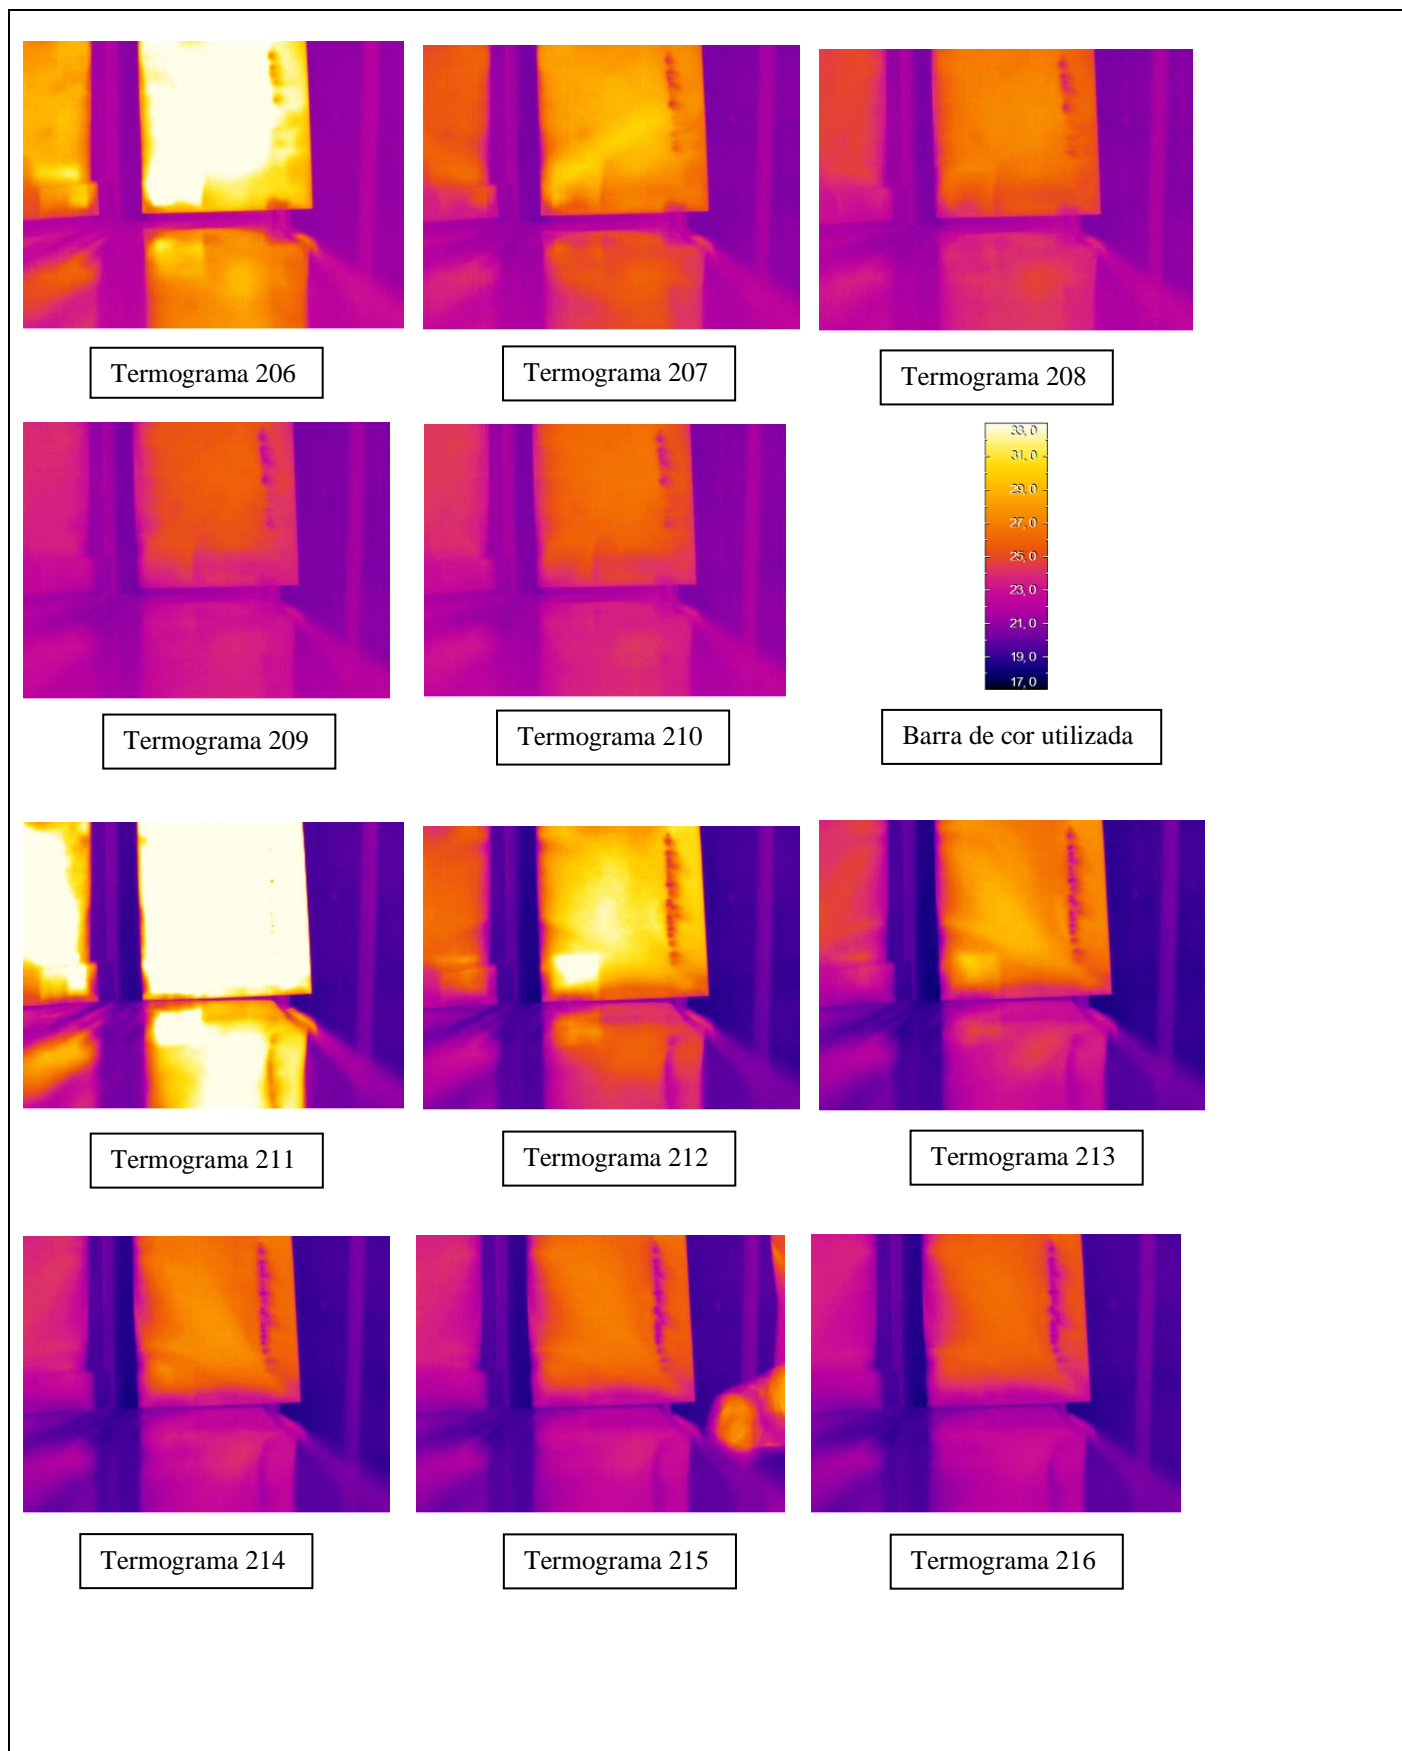 Termograma 206
Termograma 207
Termograma 208
33, 0
31, 0
29, 0
27, 0
25, 0
23, 0
21, 0
19, 0
17, 0
Termograma 209
Termograma 210
Barra de cor utilizada
Termograma 211
Termograma 212
Termograma 213
Termograma 214
Termograma 215
Termograma 216